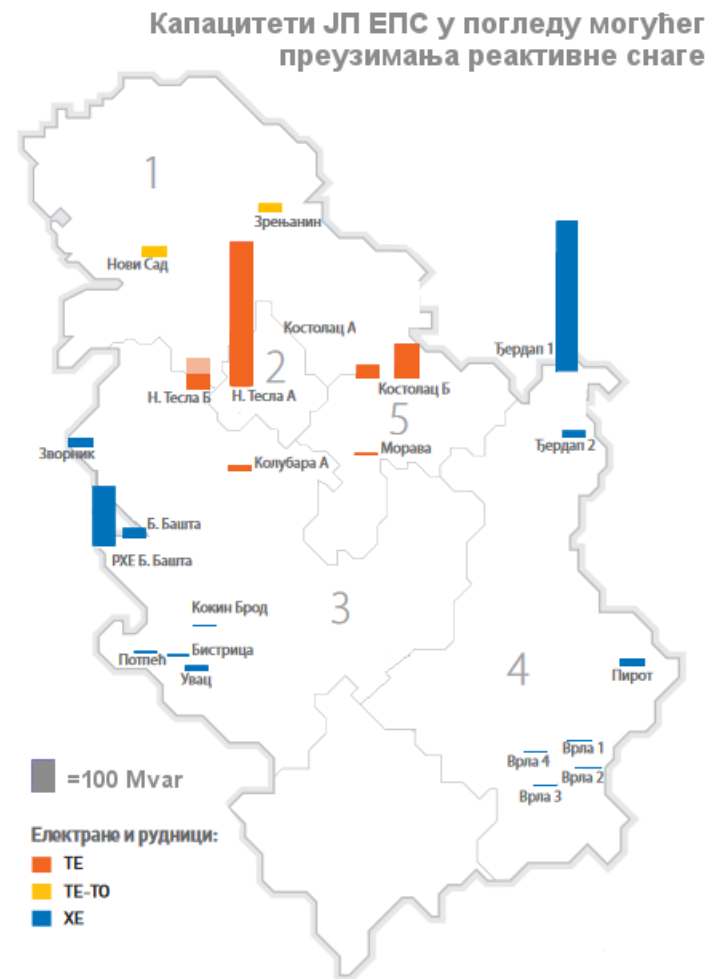 Капацитети ЈП ЕПС у погледу могућег
преузимања реактивне снаге
1
Зрењанин
Нови Сад
Костолац А
Ђердап 1
2
Н. Тесла Б
Н. Тесла А
Костолац Б
5
Ђердап 2
Зворник
Колубара А
Морава
Б. Башта
РХЕ Б. Башта
Кокин Брод
3
Потпећ
Бистрица
Увац
4
Пирот
Врла 1
Врла 4
Врла 2
Врла 3
=100 Mvar
Електране и рудници:
ТЕ
ТЕ-ТО
ХЕ